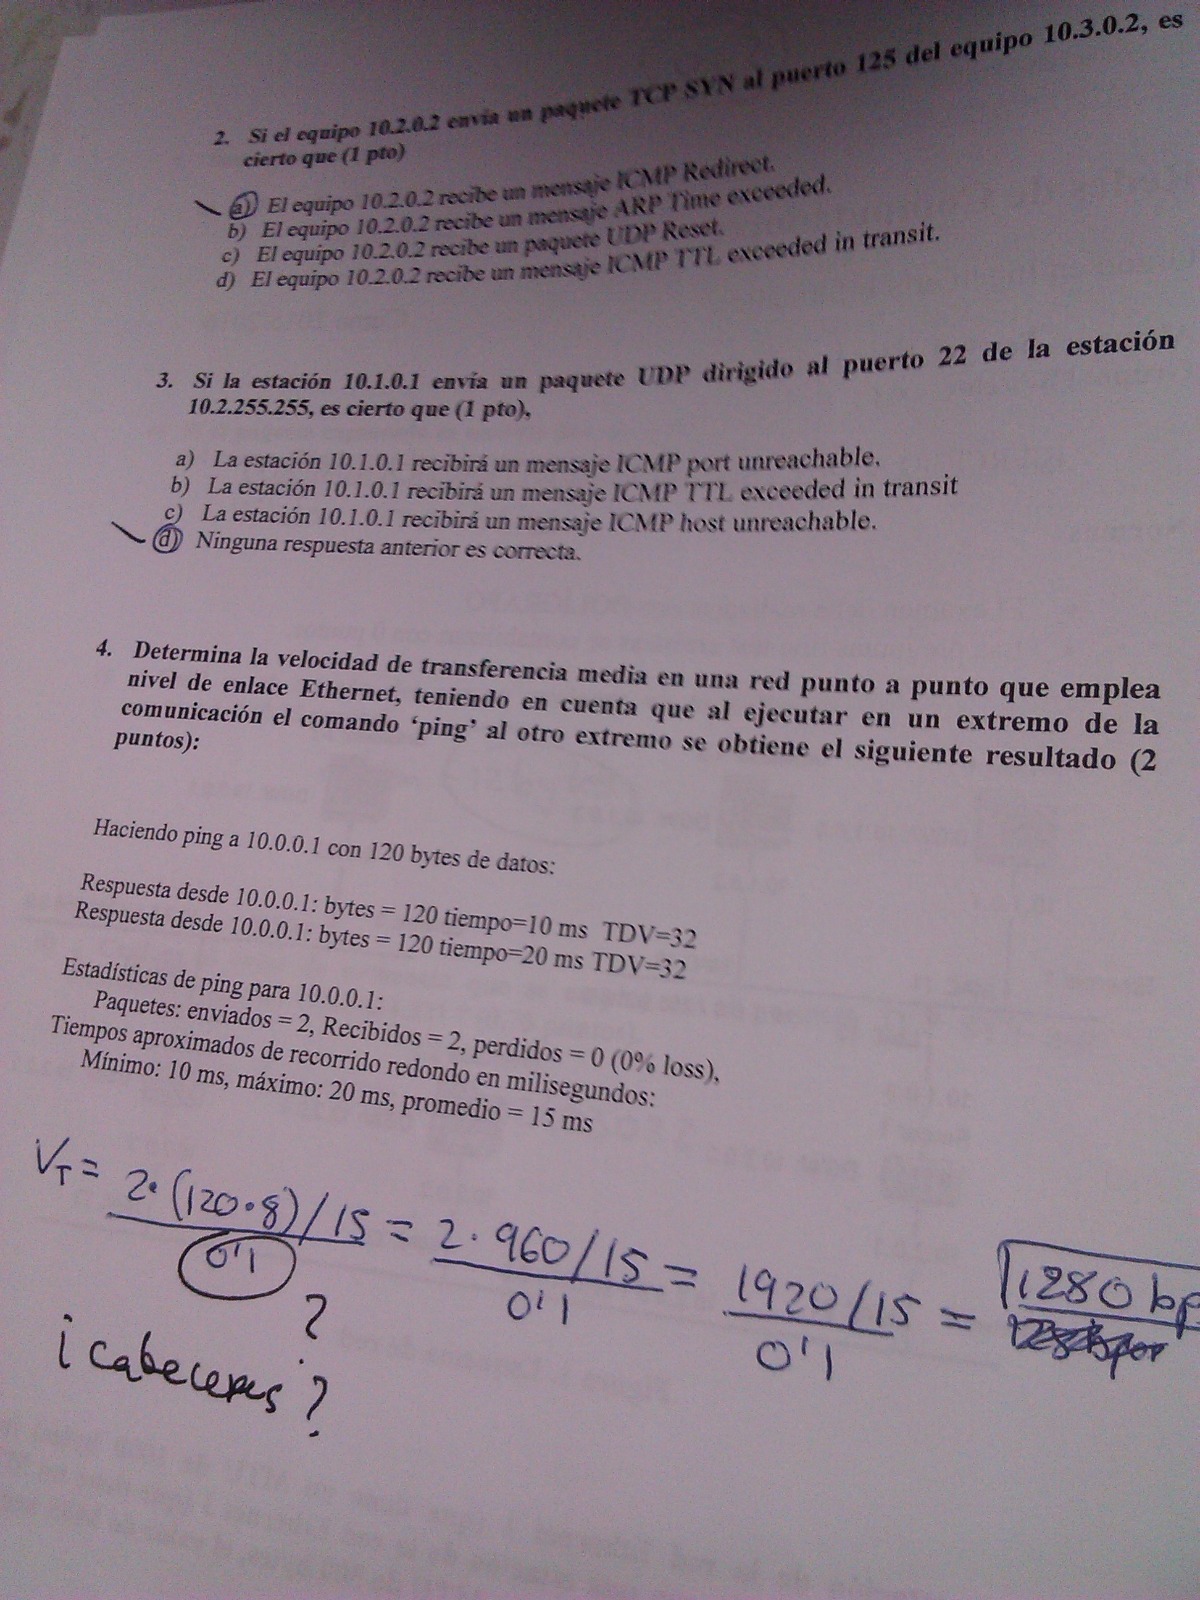 2. Si el equipo 10.2.0.2 envía un paquete TCP SYN al puerto 125 del equipo 10.3.0.2, es
cierto que (1 pto)
a) El equipo 10.2.0.2 recibe un mensaje ICMP Redirect.
b) El equipo 10.2.0.2 recibe un mensaje ARP Time exceeded.
c) El equipo 10.2.0.2 recibe un paquete UDP Reset.
d) El equipo 10.2.0.2 recibe un mensaje ICMP TTL exceeded in transit.
3. Si la estación 10.1.0.1 envía un paquete UDP dirigido al puerto 22 de la estación
10.2.255.255, es cierto que (1 pto),
a) La estación 10.1.0.1 recibirá un mensaje ICMP port unreachable.
b) La estación 10.1.0.1 recibirá un mensaje ICMP TTL exceeded in transit
c) La estación 10.1.0.1 recibirá un mensaje ICMP host unreachable.
d) Ninguna respuesta anterior es correcta.
4. Determina la velocidad de transferencia media en una red punto a punto que emplea
nivel de enlace Ethernet, teniendo en cuenta que al ejecutar en un extremo de la
comunicación el comando ‘ping’ al otro extremo se obtiene el siguiente resultado (2
puntos):
Haciendo ping a 10.0.0.1 con 120 bytes de datos:
Respuesta desde 10.0.0.1: bytes = 120 tiempo=10 ms TDV=32
Respuesta desde 10.0.0.1: bytes = 120 tiempo=20 ms TDV=32
Estadísticas de ping para 10.0.0.1:
Paquetes: enviados = 2, Recibidos = 2, perdidos = 0 (0% loss),
Tiempos aproximados de recorrido redondo en milisegundos:
Mínimo: 10 ms, máximo: 20 ms, promedio = 15 ms
VT = 2·(120·8)/15 = 2·960/15 = 1920/15 = 1280 bp
0'1 0'1 0'1
?
¿cabeceres?